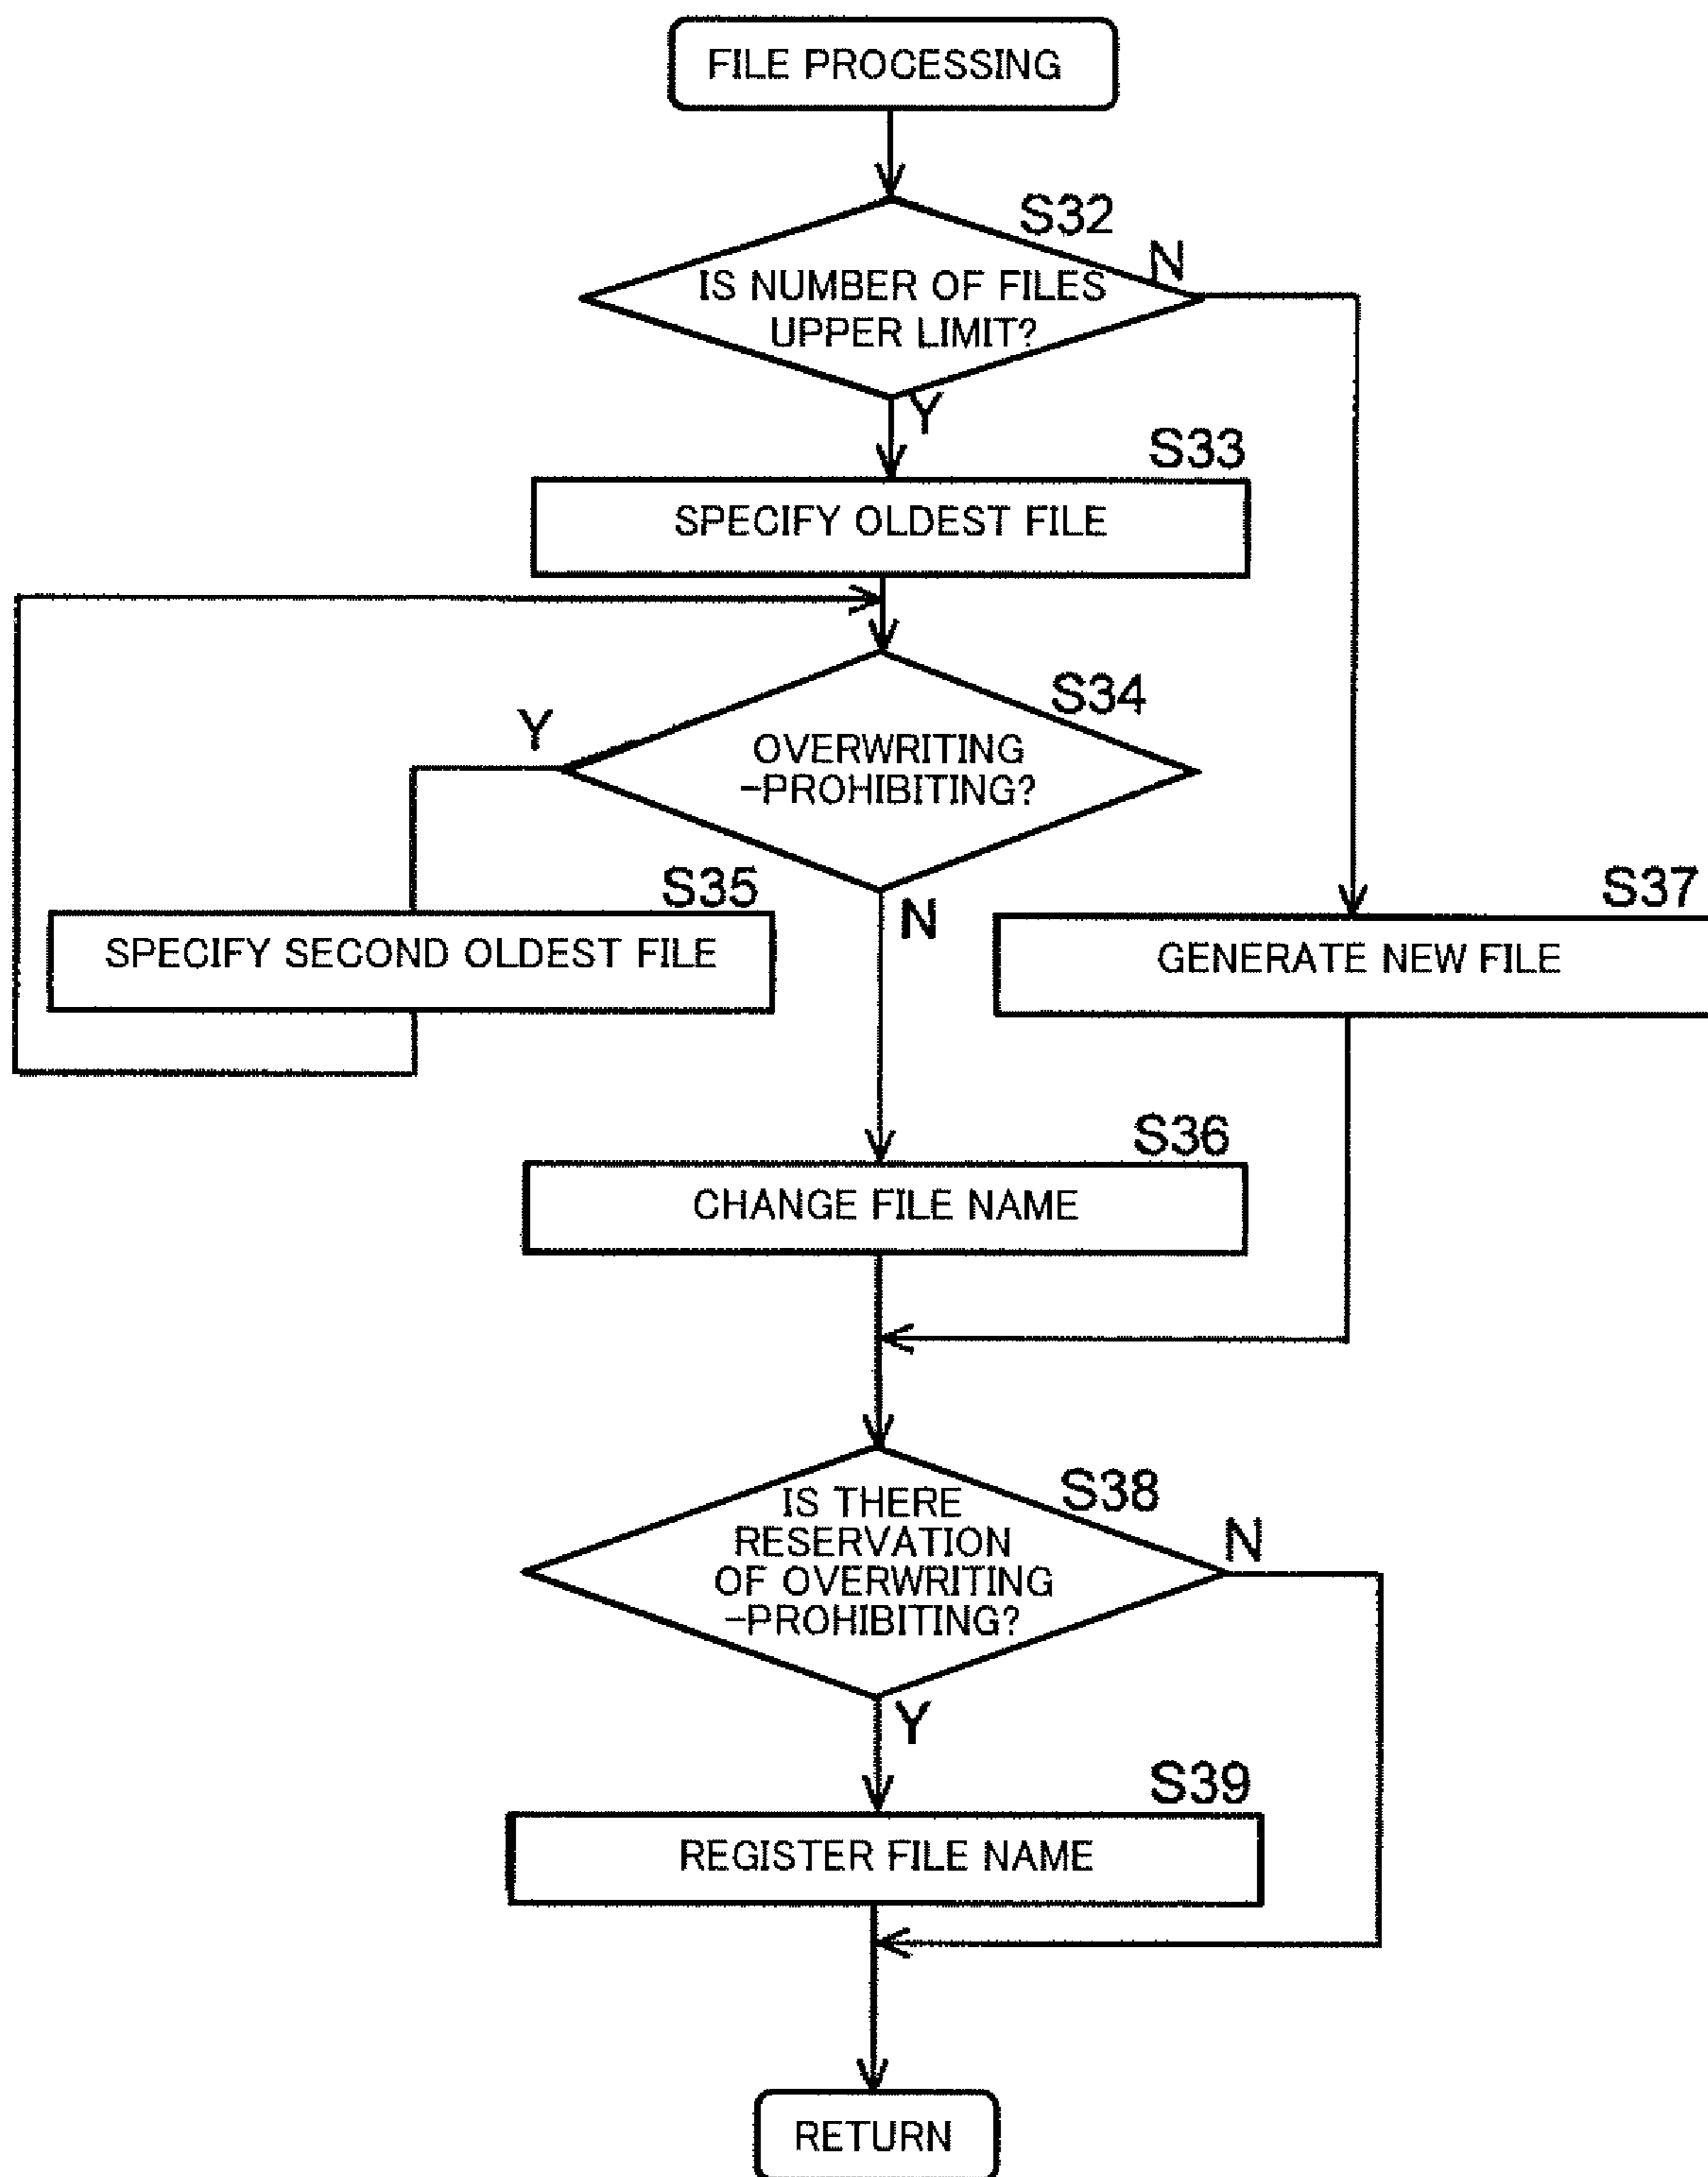 FILE PROCESSING
S32
N
IS NUMBER OF FILES
UPPER LIMIT?
Y
S33
SPECIFY OLDEST FILE
S34
Y
OVERWRITING
-PROHIBITING?
S35
N
S37
SPECIFY SECOND OLDEST FILE
GENERATE NEW FILE
S36
CHANGE FILE NAME
S38
IS THERE
RESERVATION
OF OVERWRITING
-PROHIBITING?
N
Y
S39
REGISTER FILE NAME
RETURN